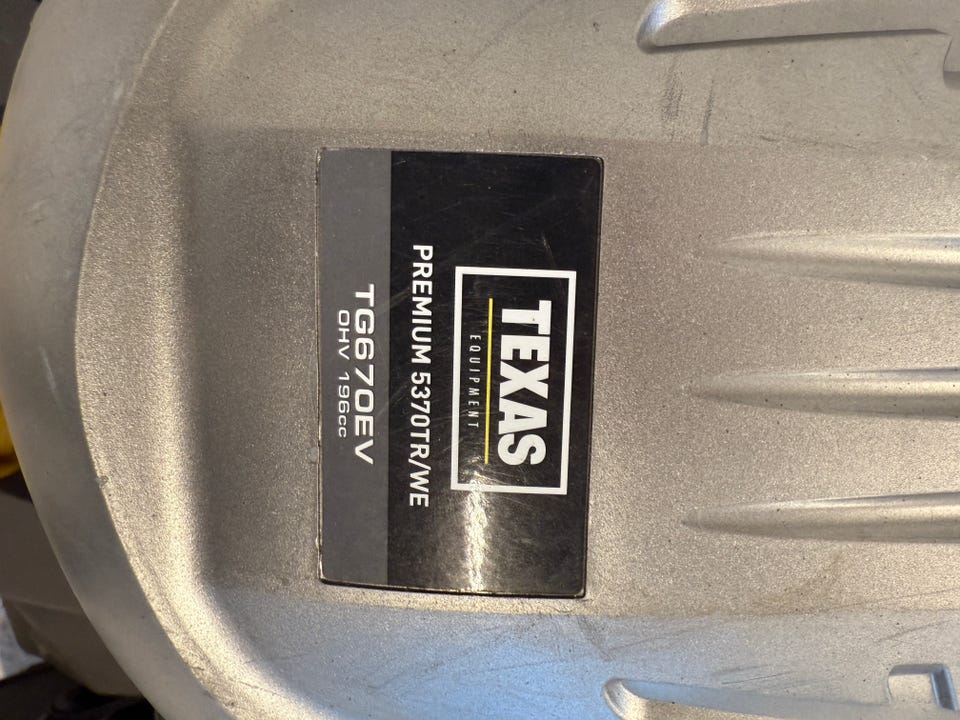 TEXAS
EQUIPMENT
PREMIUM 5370TR/WE
TG670EV
OHV 196cc